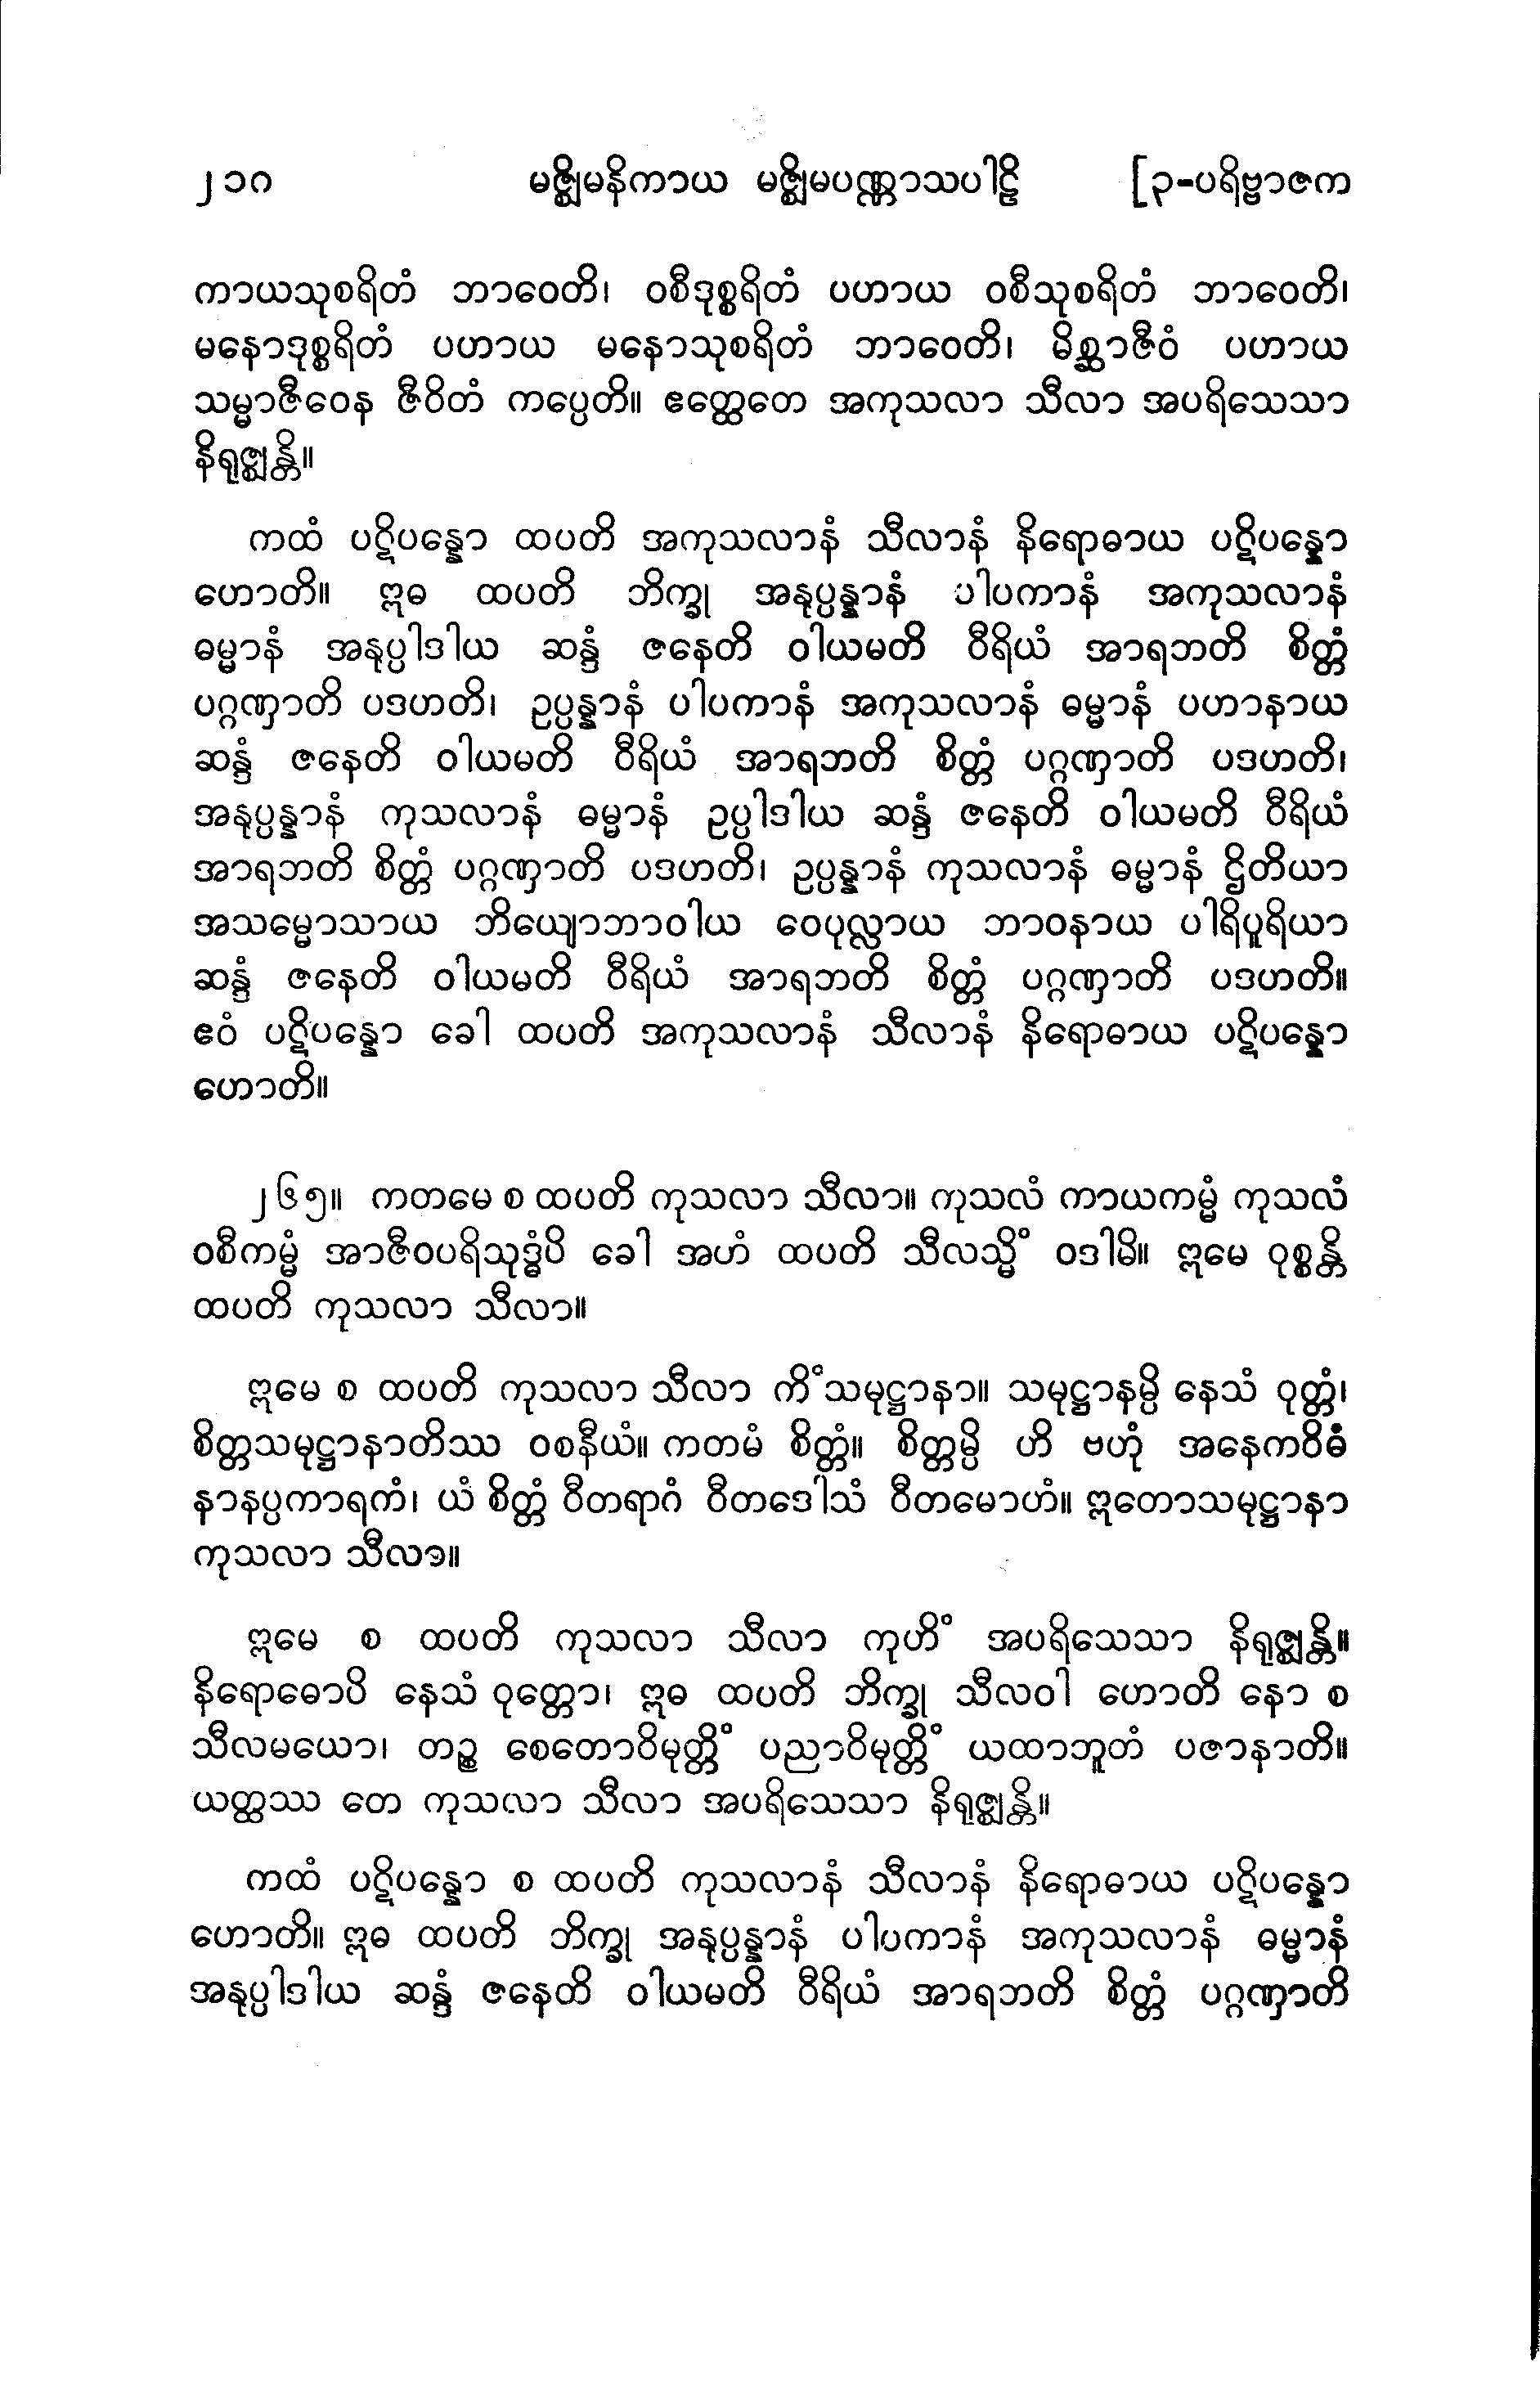 ၂၁၈ မဇ္ဈိမနိကာယ မဇ္ဈိမပဏ္ဏာသပါဠိ [၃-ပရိဗ္ဗာဇက
ကာယသုစရိတံ ဘာဝေတိ၊ ဝစီဒုစ္စရိတံ ပဟာယ ဝစီသုစရိတံ ဘာဝေတိ၊
မနောဒုစ္စရိတံ ပဟာယ မနောသုစရိတံ ဘာဝေတိ၊ မိစ္ဆာဇီဝံ ပဟာယ
သမ္မာဇီဝေန ဇီဝိတံ ကပ္ပေတိ။ ဧတ္ထေတေ အကုသလာ သီလာ အပရိသေသာ
နိရုဇ္ဈန္တိ။
ကထံ ပဋိပန္နော ထပတိ အကုသလာနံ သီလာနံ နိရောဓာယ ပဋိပန္နော
ဟောတိ။ ဣဓ ထပတိ ဘိက္ခု အနုပ္ပန္နာနံ ပါပကာနံ အကုသလာနံ
ဓမ္မာနံ အနုပ္ပါဒါယ ဆန္ဒံ ဇနေတိ ဝါယမတိ ဝီရိယံ အာရဘတိ စိတ္တံ
ပဂ္ဂဏှာတိ ပဒဟတိ၊ ဥပ္ပန္နာနံ ပါပကာနံ အကုသလာနံ ဓမ္မာနံ ပဟာနာယ
ဆန္ဒံ ဇနေတိ ဝါယမတိ ဝီရိယံ အာရဘတိ စိတ္တံ ပဂ္ဂဏှာတိ ပဒဟတိ၊
အနုပ္ပန္နာနံ ကုသလာနံ ဓမ္မာနံ ဥပ္ပါဒါယ ဆန္ဒံ ဇနေတိ ဝါယမတိ ဝီရိယံ
အာရဘတိ စိတ္တံ ပဂ္ဂဏှာတိ ပဒဟတိ၊ ဥပ္ပန္နာနံ ကုသလာနံ ဓမ္မာနံ ဌိတိယာ
အသမ္မောသာယ ဘိယျောဘာဝါယ ဝေပုလ္လာယ ဘာဝနာယ ပါရိပူရိယာ
ဆန္ဒံ ဇနေတိ ဝါယမတိ ဝီရိယံ အာရဘတိ စိတ္တံ ပဂ္ဂဏှာတိ ပဒဟတိ။
ဧဝံ ပဋိပန္နော ခေါ ထပတိ အကုသလာနံ သီလာနံ နိရောဓာယ ပဋိပန္နော
ဟောတိ။
၂၆၅။ ကတမေ စ ထပတိ ကုသလာ သီလာ။ ကုသလံ ကာယကမ္မံ ကုသလံ
ဝစီကမ္မံ အာဇီဝပရိသုဒ္ဓံပိ ခေါ အဟံ ထပတိ သီလသ္မိံ ဝဒါမိ။ ဣမေ ဝုစ္စန္တိ
ထပတိ ကုသလာ သီလာ။
ဣမေ စ ထပတိ ကုသလာ သီလာ ကိံသမုဋ္ဌာနာ။ သမုဋ္ဌာနမ္ပိ နေသံ ဝုတ္တံ၊
စိတ္တသမုဋ္ဌာနာတိဿ ဝစနီယံ။ ကတမံ စိတ္တံ။ စိတ္တမ္ပိ ဟိ ဗဟုံ အနေကဝိဓံ
နာနပ္ပကာရကံ၊ ယံ စိတ္တံ ဝီတရာဂံ ဝီတဒေါသံ ဝီတမောဟံ။ ဣတောသမုဋ္ဌာနာ
ကုသလာ သီလာ။
ဣမေ စ ထပတိ ကုသလာ သီလာ ကုဟိံ အပရိသေသာ နိရုဇ္ဈန္တိ။
နိရောဓောပိ နေသံ ဝုတ္တော၊ ဣဓ ထပတိ ဘိက္ခု သီလဝါ ဟောတိ နော စ
သီလမယော၊ တဉ္စ စေတောဝိမုတ္တိံ ပညာဝိမုတ္တိံ ယထာဘူတံ ပဇာနာတိ။
ယတ္ထဿ တေ ကုသလာ သီလာ အပရိသေသာ နိရုဇ္ဈန္တိ။
ကထံ ပဋိပန္နော စ ထပတိ ကုသလာနံ သီလာနံ နိရောဓာယ ပဋိပန္နော
ဟောတိ။ ဣဓ ထပတိ ဘိက္ခု အနုပ္ပန္နာနံ ပါပကာနံ အကုသလာနံ ဓမ္မာနံ
အနုပ္ပါဒါယ ဆန္ဒံ ဇနေတိ ဝါယမတိ ဝီရိယံ အာရဘတိ စိတ္တံ ပဂ္ဂဏှာတိ